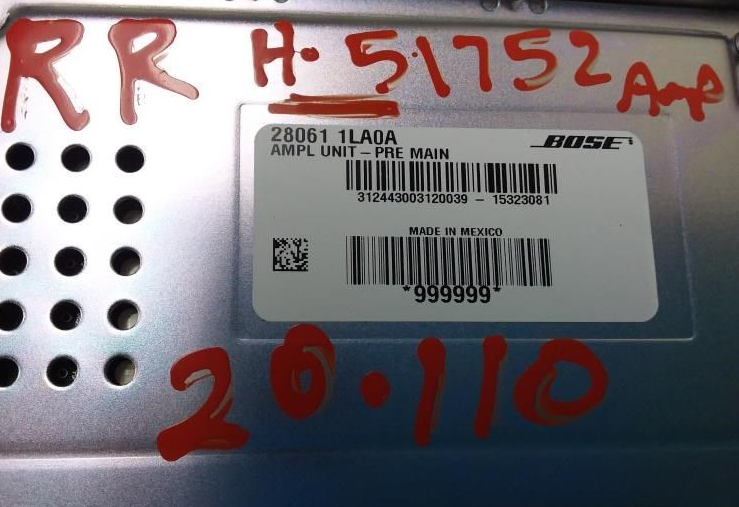 RR H. 51752 Amp
28061 1LA0A BOSE
AMPL UNIT – PRE MAIN
312443003120039 – 15323081
MADE IN MEXICO
*999999*
20.110